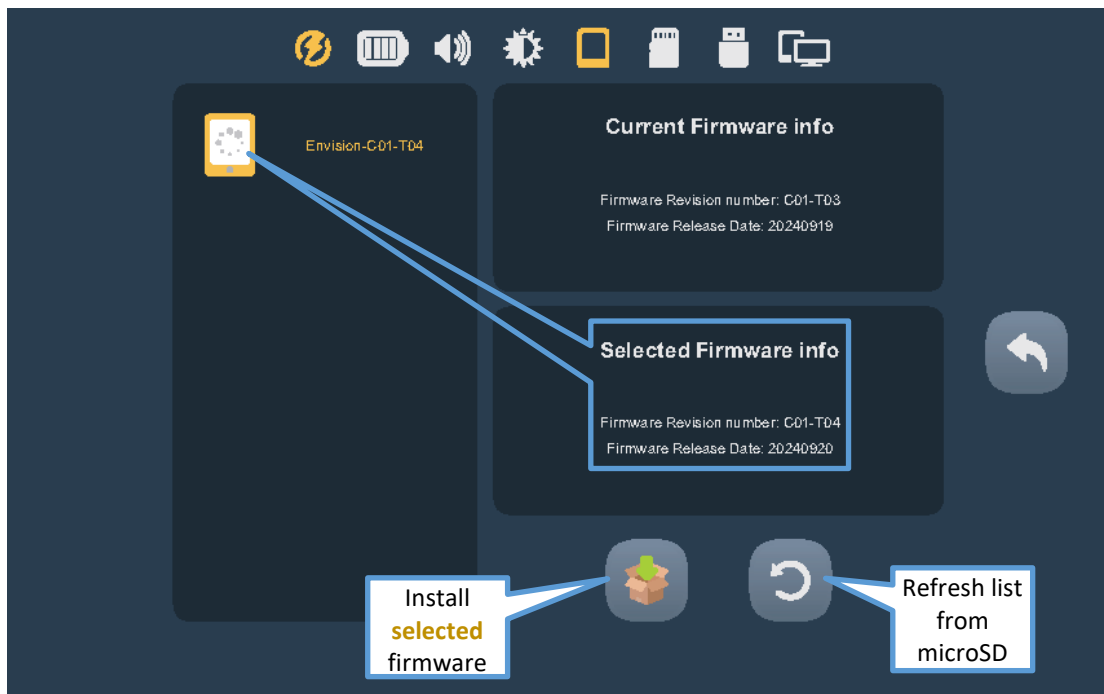 Envision-C01-T04
Current Firmware info
Firmware Revision number: C01-T03
Firmware Release Date: 20240919
Selected Firmware info
Firmware Revision number: C01-T04
Firmware Release Date: 20240920
Install
selected
firmware
Refresh list
from
microSD